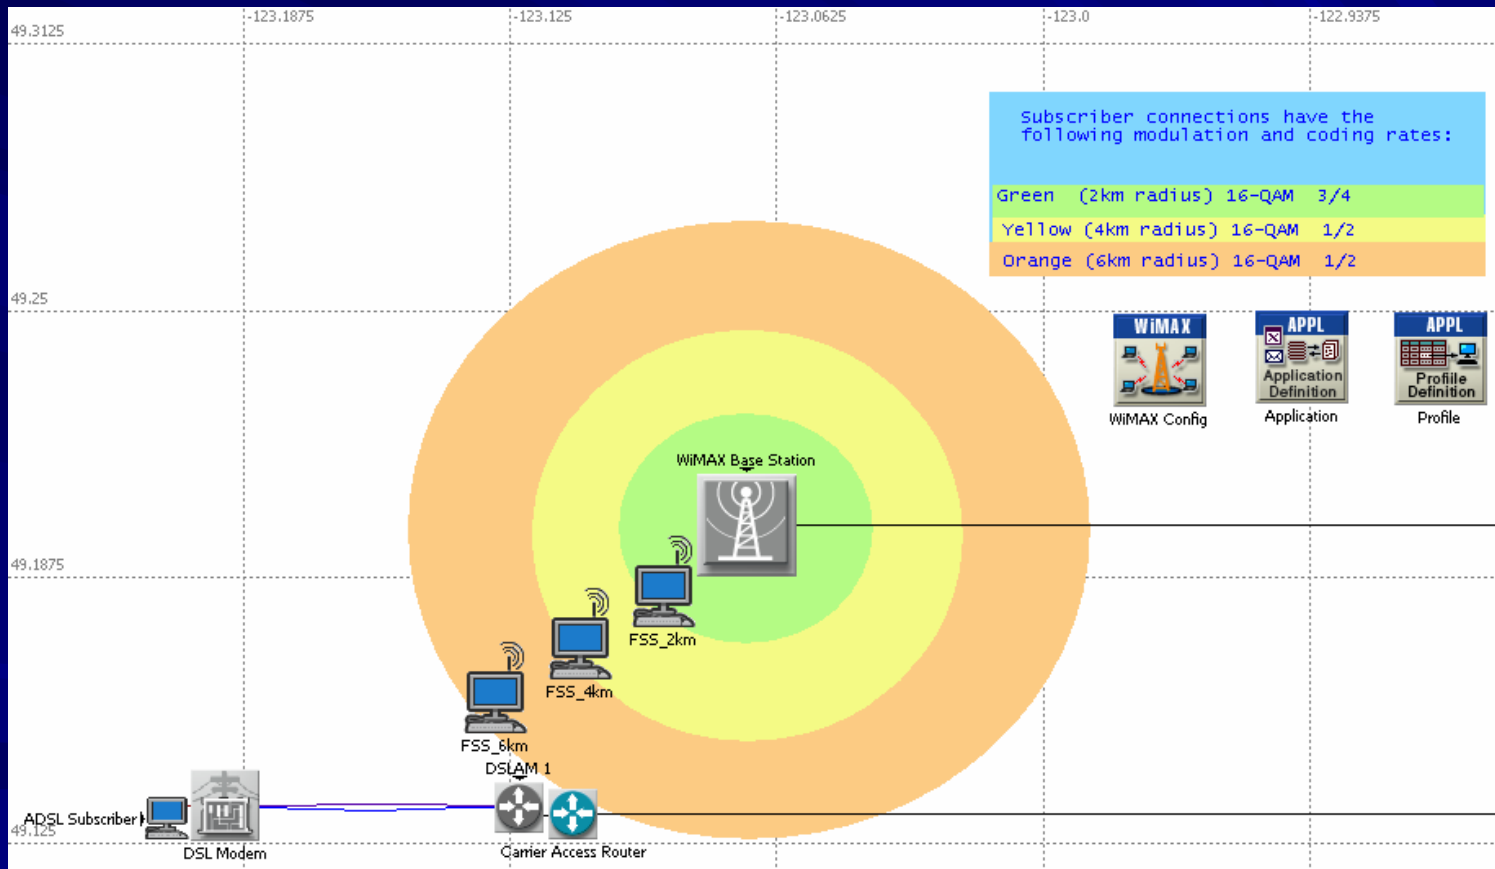 -123.1875
-123.125
-123.0625
-123.0
-122.9375
49.3125
Subscriber connections have the
following modulation and coding rates:
Green (2km radius) 16-QAM 3/4
Yellow (4km radius) 16-QAM 1/2
Orange (6km radius) 16-QAM 1/2
49.25
WiMAX
WiMAX Config
APPL
Application
Definition
Application
APPL
Profiile
Definition
Profile
WiMAX Base Station
49.1875
FSS_2km
FSS_4km
FSS_6km
DSLAM 1
ADSL Subscriber
49.125
DSL Modem
Carrier Access Router